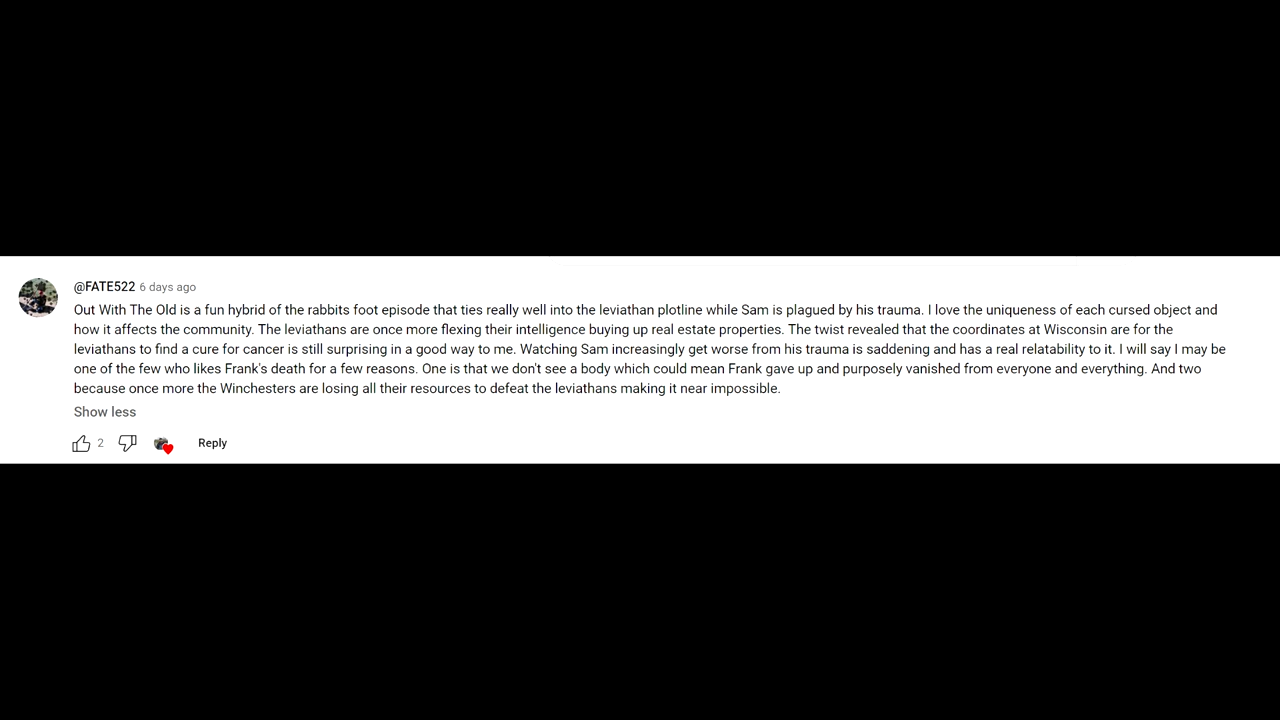 @FATE522 6 days ago
Out With The Old is a fun hybrid of the rabbits foot episode that ties really well into the leviathan plotline while Sam is plagued by his trauma. I love the uniqueness of each cursed object and
how it affects the community. The leviathans are once more flexing their intelligence buying up real estate properties. The twist revealed that the coordinates at Wisconsin are for the
leviathans to find a cure for cancer is still surprising in a good way to me. Watching Sam increasingly get worse from his trauma is saddening and has a real relatability to it. I will say I may be
one of the few who likes Frank's death for a few reasons. One is that we don't see a body which could mean Frank gave up and purposely vanished from everyone and everything. And two
because once more the Winchesters are losing all their resources to defeat the leviathans making it near impossible.
Show less
2 Reply